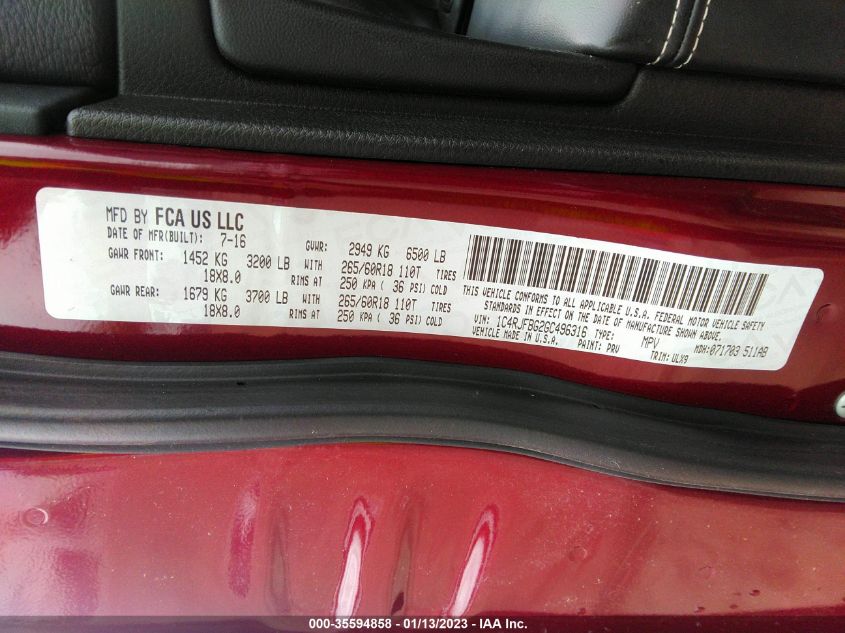 MFD BY FCA US LLC
DATE OF MFR(BUILT): 7-16 GVWR: 2949 KG 6500 LB
GAWR FRONT: 1452 KG 3200 LB WITH 265/60R18 110T TIRES
18X8.0 RIMS AT 250 KPA ( 36 PSI) COLD
GAWR REAR: 1679 KG 3700 LB WITH 265/60R18 110T TIRES
18X8.0 RIMS AT 250 KPA ( 36 PSI) COLD
THIS VEHICLE CONFORMS TO ALL APPLICABLE U.S.A. FEDERAL MOTOR VEHICLE SAFETY
STANDARDS IN EFFECT ON THE DATE OF MANUFACTURE SHOWN ABOVE.
VIN: 1C4RJFBG2GC496316 TYPE: MPV MDH: 071703 511AB
VEHICLE MADE IN U.S.A. PAINT: PRV TRIM: ULX9
000-35594858 - 01/13/2023 - IAA Inc.